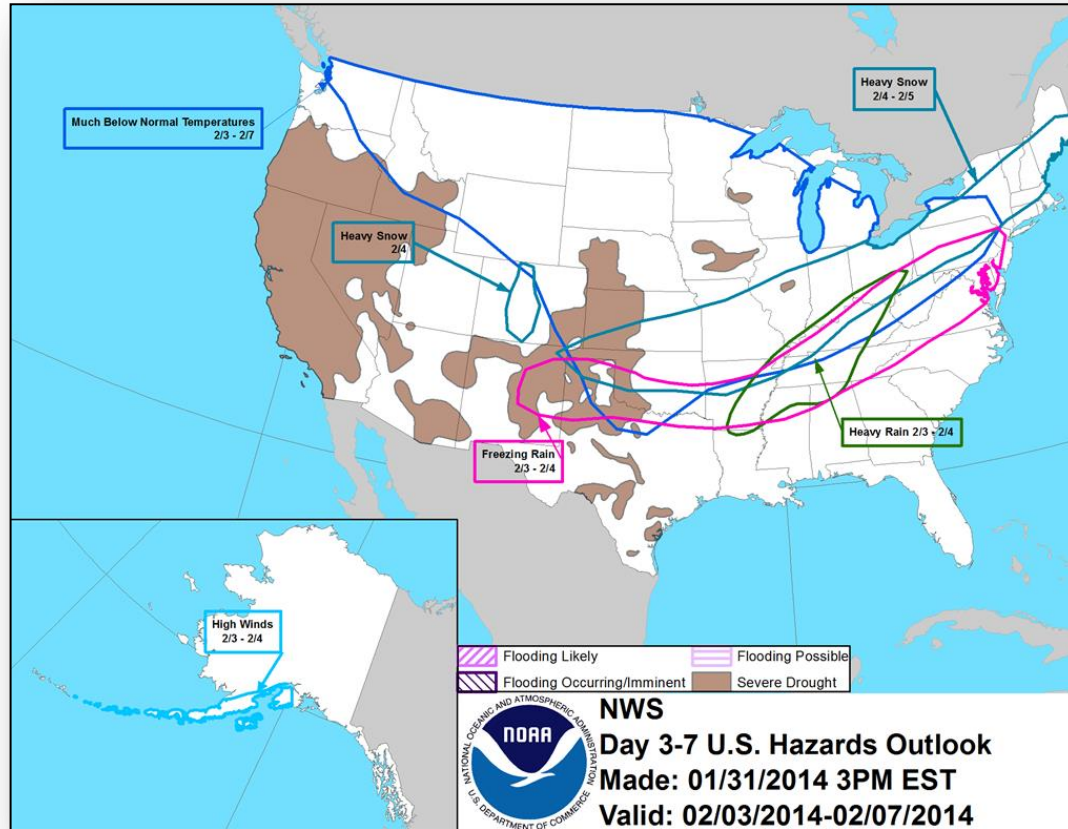 Heavy Snow
2/4 - 2/5
Much Below Normal Temperatures
2/3 - 2/7
Heavy Snow
2/4
Heavy Rain 2/3 - 2/4
Freezing Rain
2/3 - 2/4
High Winds
2/3 - 2/4
Flooding Likely
Flooding Possible
Flooding Occurring/Imminent
Severe Drought
NATIONAL OCEANIC AND ATMOSPHERIC ADMINISTRATION
NOAA
U.S. DEPARTMENT OF COMMERCE
NWS
Day 3-7 U.S. Hazards Outlook
Made: 01/31/2014 3PM EST
Valid: 02/03/2014-02/07/2014